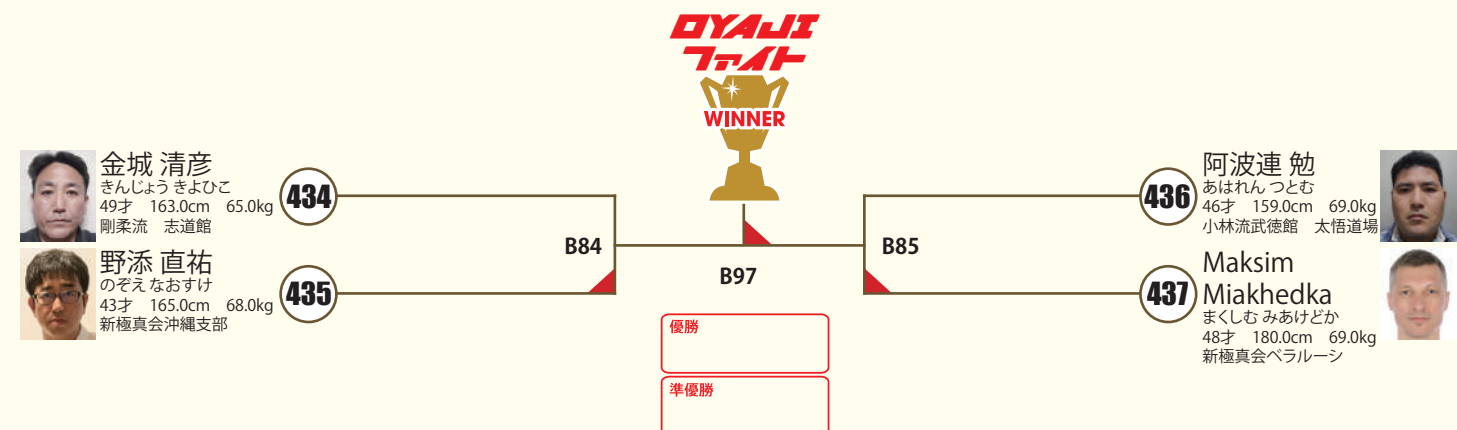 OYAJI
ファイト
WINNER
金城 清彦
きんじょう きよひこ
49才 163.0cm 65.0kg
剛柔流 志道館
434
野添 直祐
のぞえ なおすけ
43才 165.0cm 68.0kg
新極真会沖縄支部
435
B84
B97
B85
436
阿波連 勉
あはれん つとむ
46才 159.0cm 69.0kg
小林流武徳館 太悟道場
437
Maksim
Miakhedka
まくしむ みあけどか
48才 180.0cm 69.0kg
新極真会ベラルーシ
優勝
準優勝